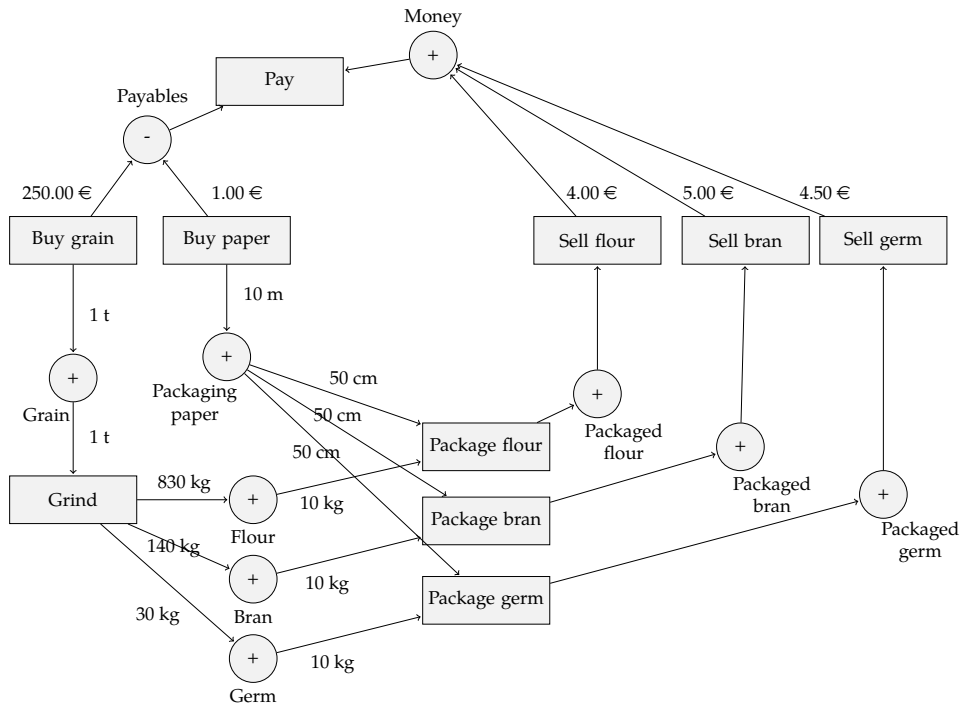 Money
+
Pay
Payables
-
250.00 €
1.00 €
4.00 €
5.00 €
4.50 €
Buy grain
Buy paper
Sell flour
Sell bran
Sell germ
10 m
1 t
+
Packaging
paper
+
Grain
50 cm
50 cm
50 cm
+
Packaged
flour
1 t
Package flour
+
Packaged
bran
Grind
830 kg
+
Flour
10 kg
+
Packaged
germ
Package bran
140 kg
+
Bran
10 kg
Package germ
30 kg
+
Germ
10 kg